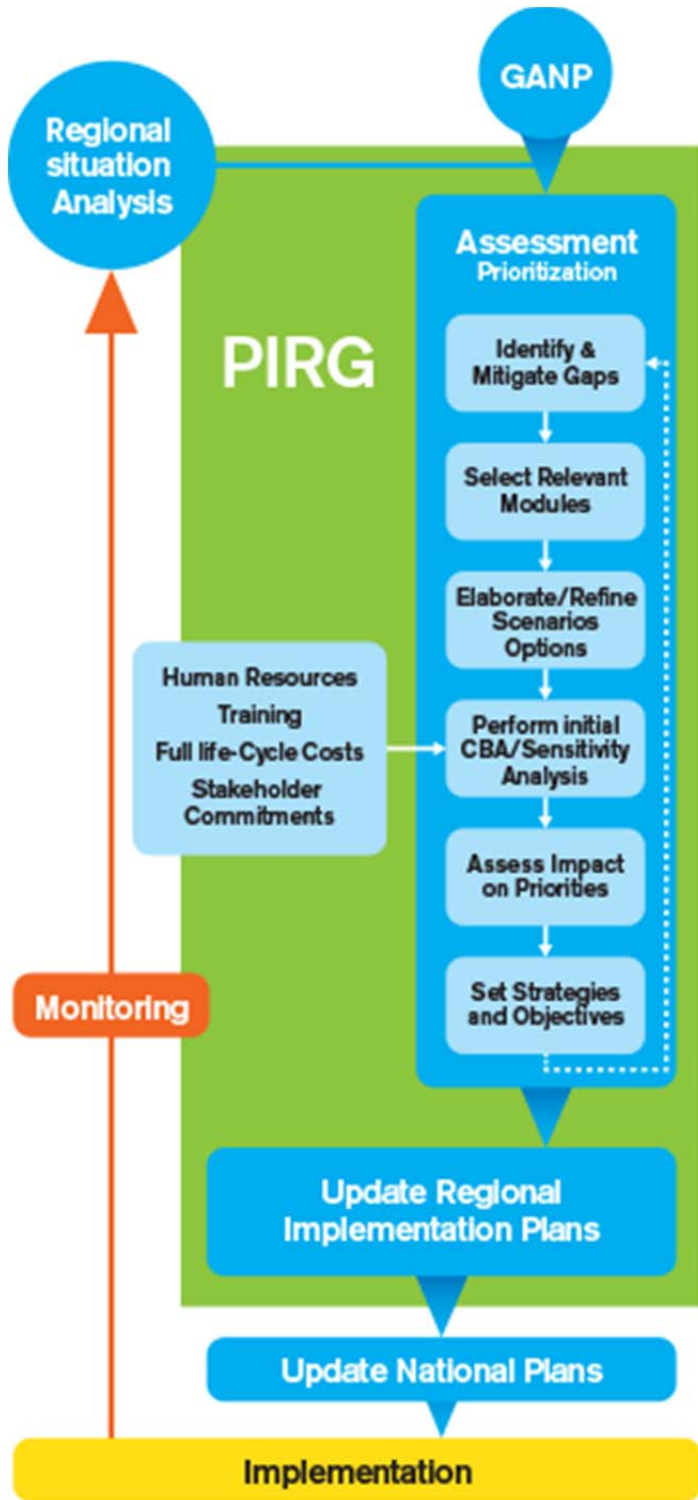 GANP
Regional
situation
Analysis
Assessment
Prioritization
PIRG
Identify &
Mitigate Gaps
Select Relevant
Modules
Elaborate/Refine
Scenarios
Options
Human Resources
Training
Full life-Cycle Costs
Stakeholder
Commitments
Perform initial
CBA/Sensitivity
Analysis
Assess Impact
on Priorities
Set Strategies
and Objectives
Monitoring
Update Regional
Implementation Plans
Update National Plans
Implementation